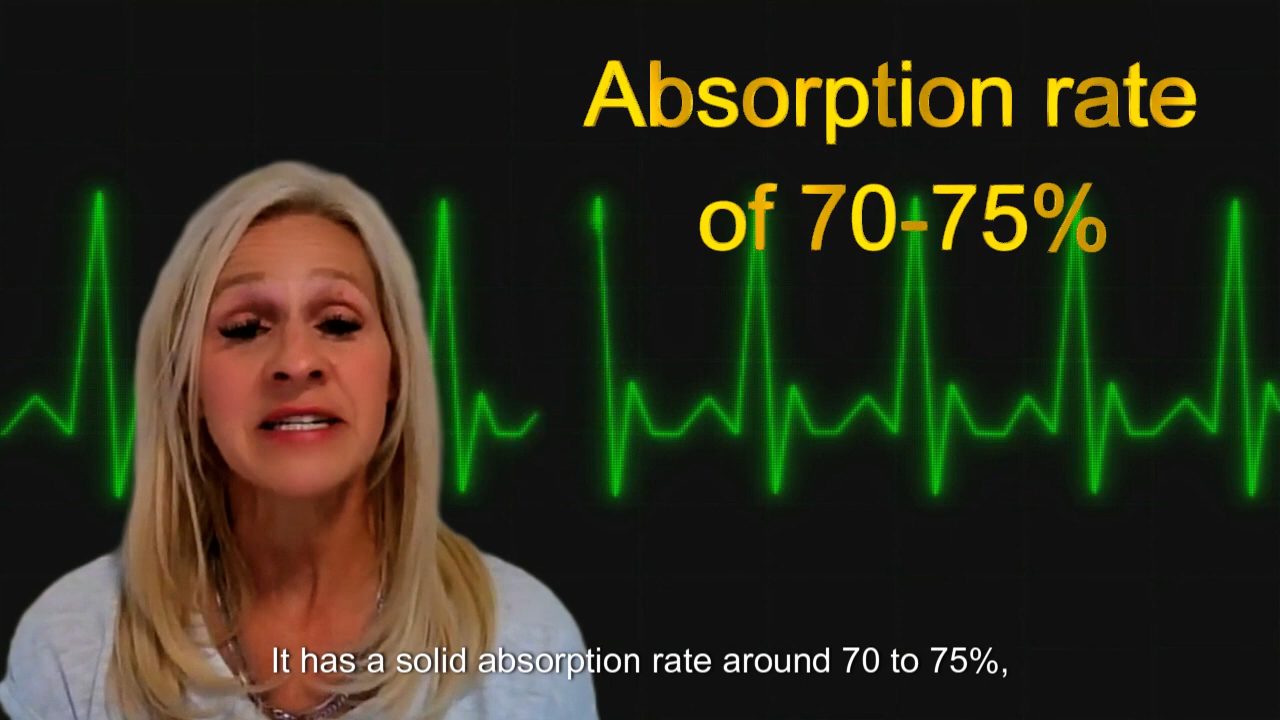 Absorption rate
of 70-75%
It has a solid absorption rate around 70 to 75%,